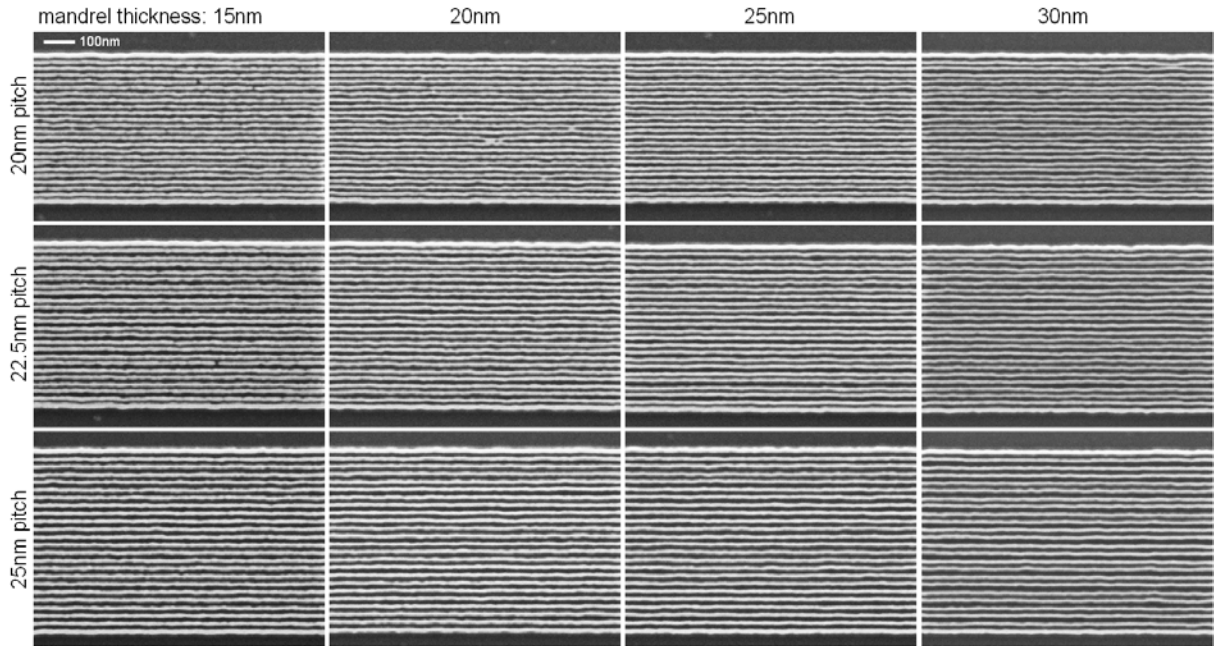 mandrel thickness: 15nm 20nm 25nm 30nm
100nm
20nm pitch
22.5nm pitch
25nm pitch